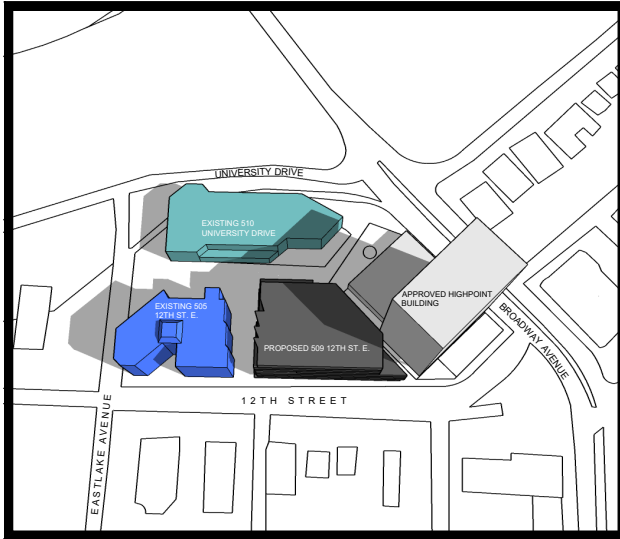 UNIVERSITY DRIVE
EXISTING 510
UNIVERSITY DRIVE
APPROVED HIGHPOINT
BUILDING
EXISTING 505
12TH ST. E.
PROPOSED 509 12TH ST. E.
BROADWAY AVENUE
12TH STREET
EASTLAKE AVENUE